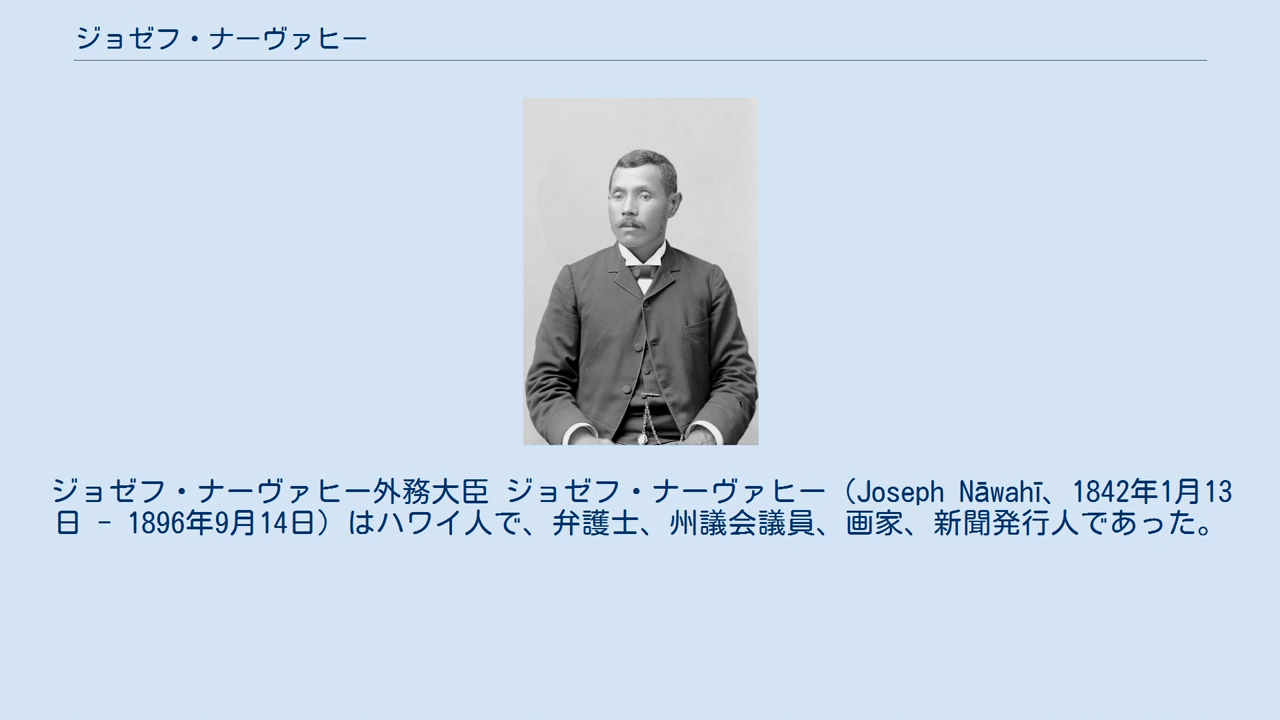 ジョゼフ・ナーヴァヒー
ジョゼフ・ナーヴァヒー外務大臣 ジョゼフ・ナーヴァヒー（Joseph Nāwahī、1842年1月13
日 - 1896年9月14日）はハワイ人で、弁護士、州議会議員、画家、新聞発行人であった。